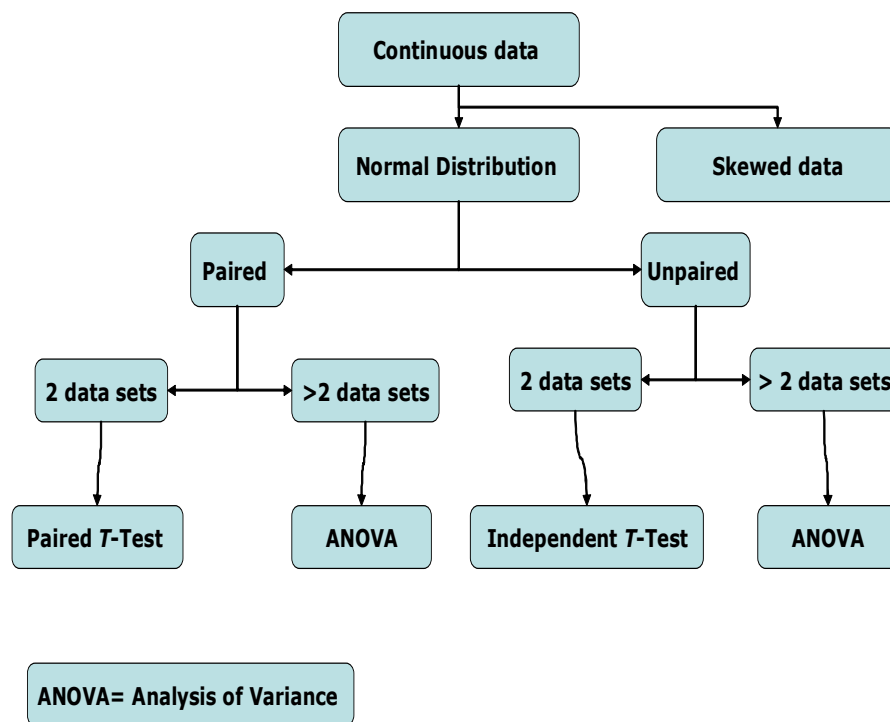 Continuous data
Normal Distribution
Skewed data
Paired
Unpaired
2 data sets
>2 data sets
2 data sets
> 2 data sets
Paired T-Test
ANOVA
Independent T-Test
ANOVA
ANOVA= Analysis of Variance